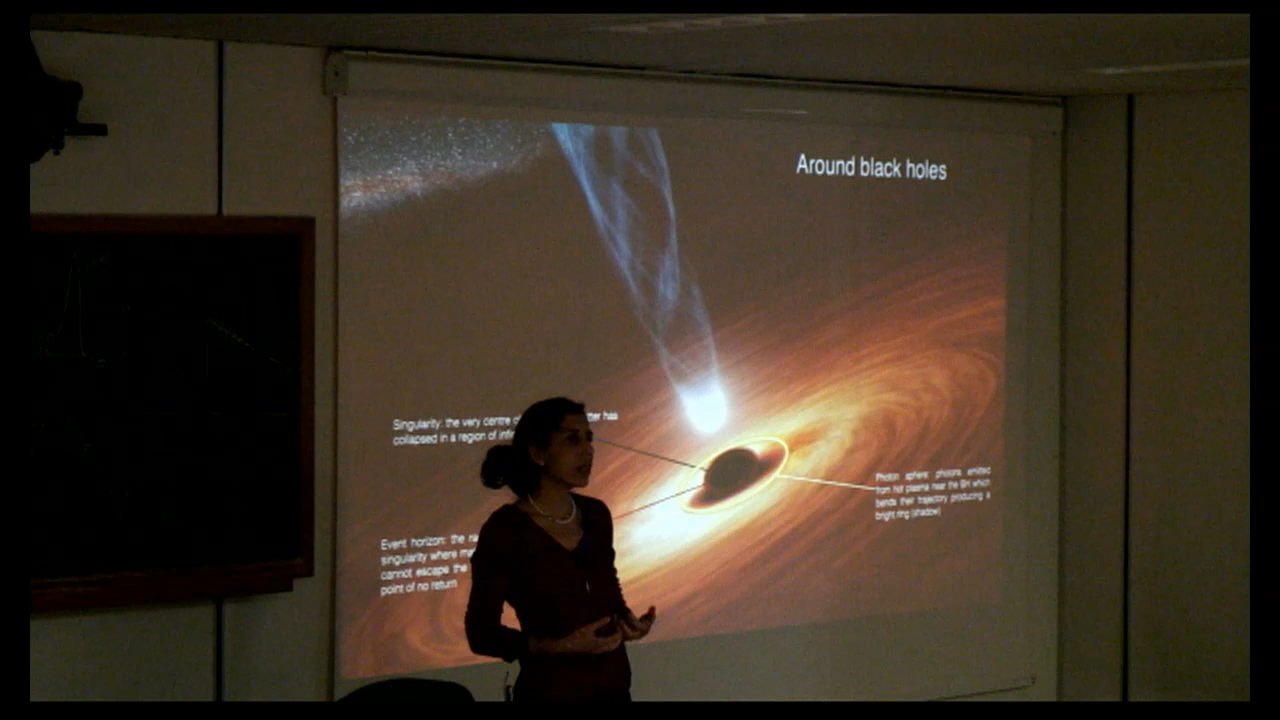 Around black holes
Singularity: the very centre has
collapsed in a region of
Event horizon: the
singularity where
cannot escape the
point of no return
Photon sphere: photons emitted
from hot plasma near the BH which
bends their trajectory producing a
bright ring (shadow)